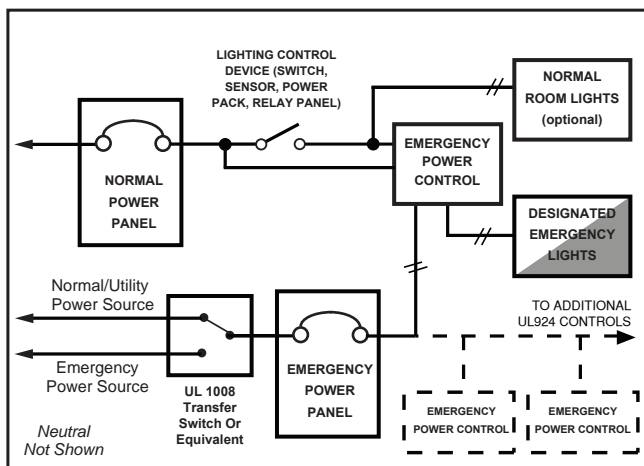 LIGHTING CONTROL
DEVICE (SWITCH,
SENSOR, POWER
PACK, RELAY PANEL)
NORMAL
ROOM LIGHTS
(optional)
NORMAL
POWER
PANEL
EMERGENCY
POWER
CONTROL
DESIGNATED
EMERGENCY
LIGHTS
Normal/Utility
Power Source
Emergency
Power Source
UL 1008
Transfer
Switch Or
Equivalent
EMERGENCY
POWER
PANEL
TO ADDITIONAL
UL924 CONTROLS
EMERGENCY
POWER CONTROL
EMERGENCY
POWER CONTROL
Neutral
Not Shown